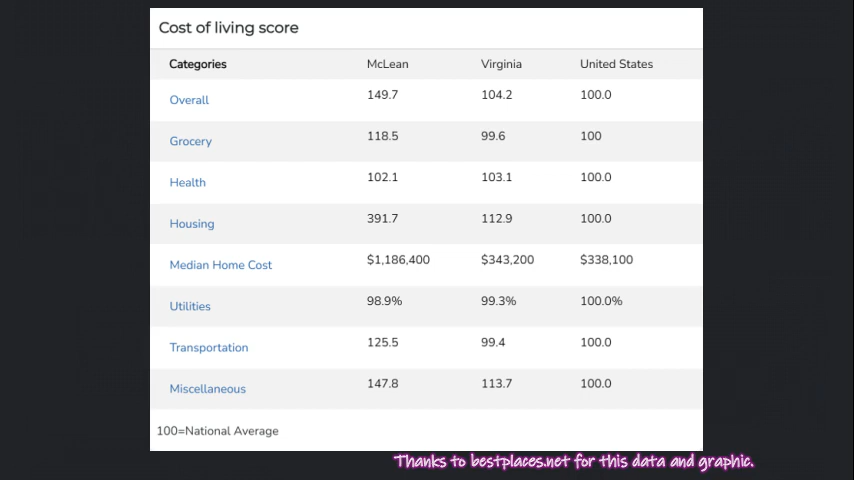 Cost of living score
Categories McLean Virginia United States
Overall 149.7 104.2 100.0
Grocery 118.5 99.6 100
Health 102.1 103.1 100.0
Housing 391.7 112.9 100.0
Median Home Cost $1,186,400 $343,200 $338,100
Utilities 98.9% 99.3% 100.0%
Transportation 125.5 99.4 100.0
Miscellaneous 147.8 113.7 100.0
100=National Average
Thanks to bestplaces.net for this data and graphic.